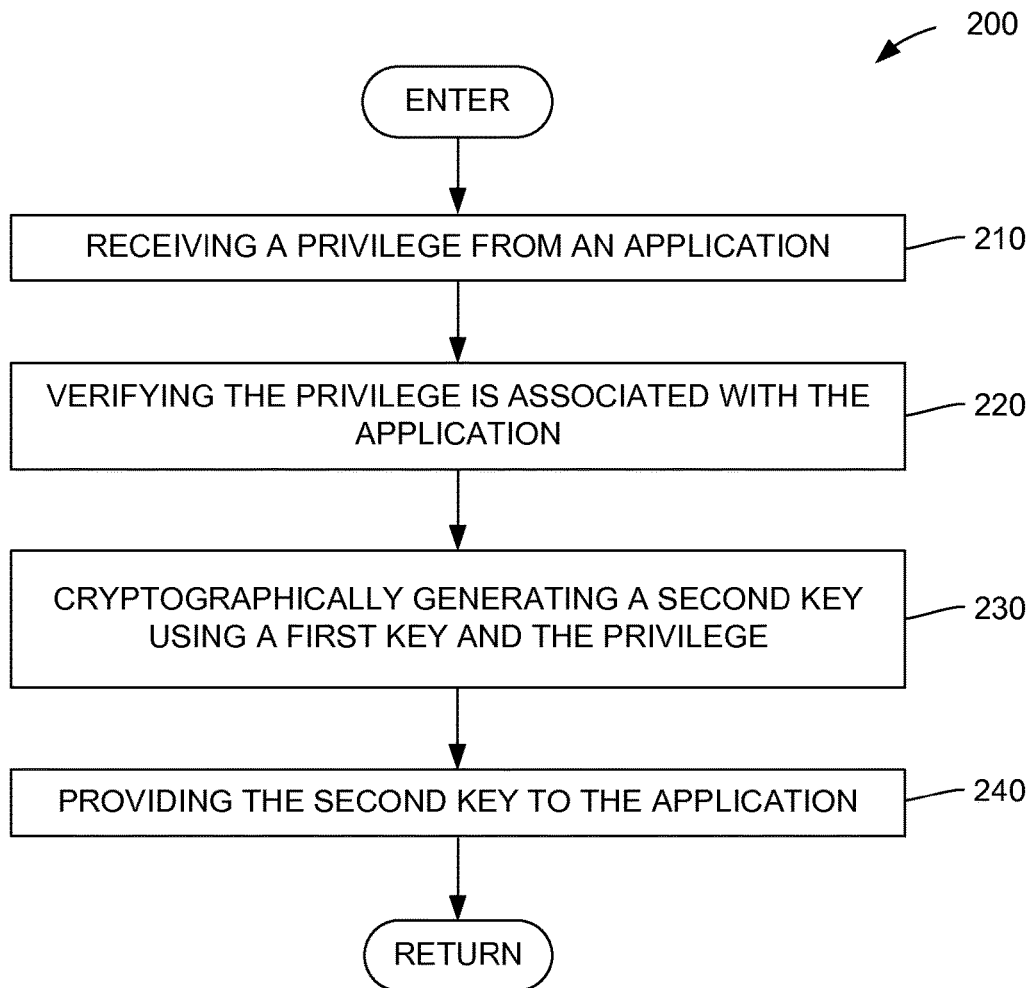 200
ENTER
RECEIVING A PRIVILEGE FROM AN APPLICATION
210
VERIFYING THE PRIVILEGE IS ASSOCIATED WITH THE
APPLICATION
220
CRYPTOGRAPHICALLY GENERATING A SECOND KEY
USING A FIRST KEY AND THE PRIVILEGE
230
PROVIDING THE SECOND KEY TO THE APPLICATION
240
RETURN